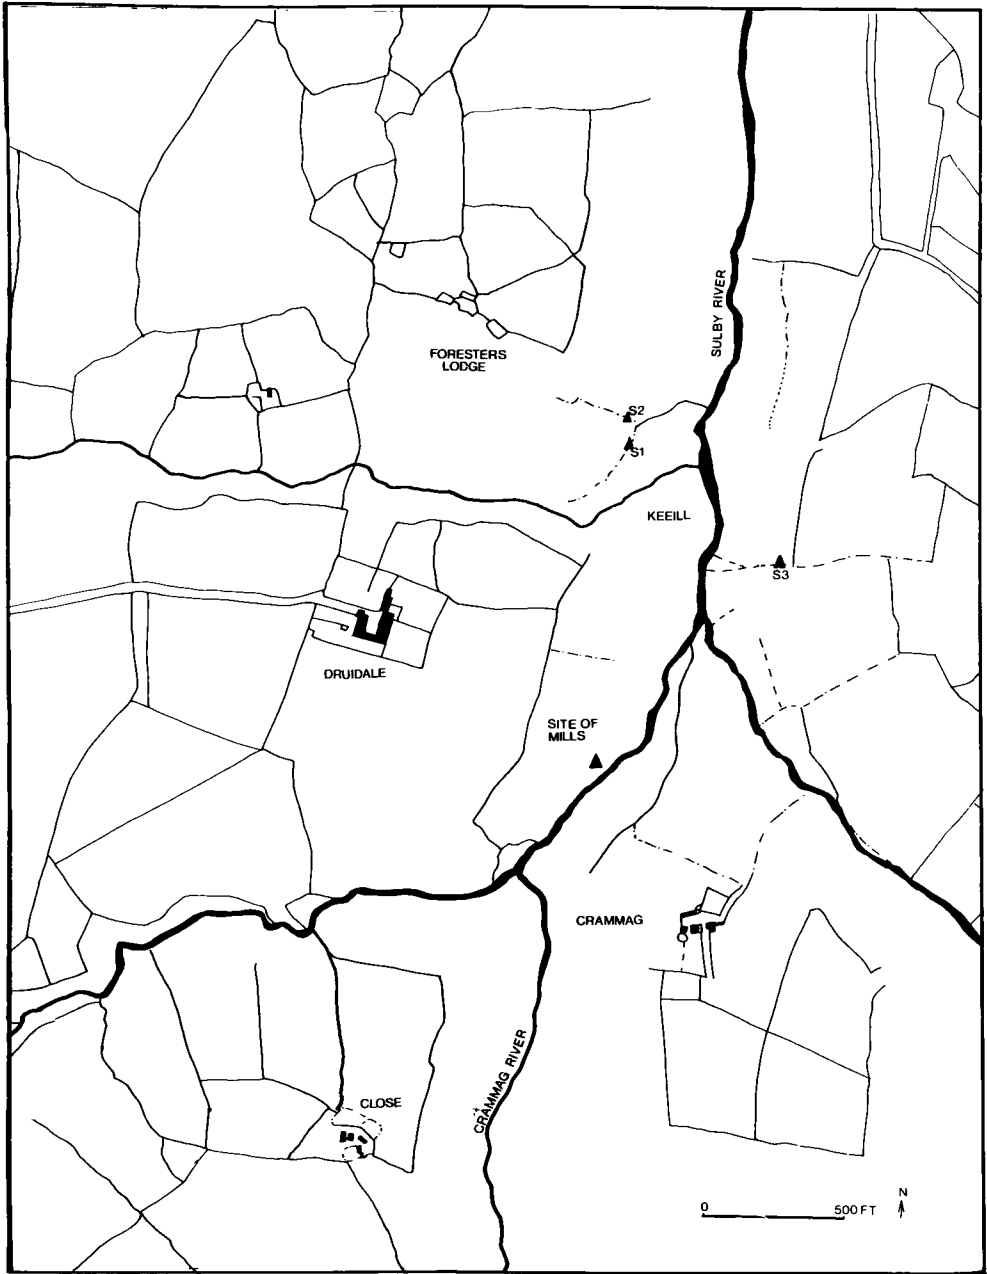 SULBY RIVER
FORESTERS
LODGE
S2
S1
KEEILL
S3
DRUIDALE
SITE OF
MILLS
CRAMMAG
CRAMMAG RIVER
CLOSE
N
0 500 FT